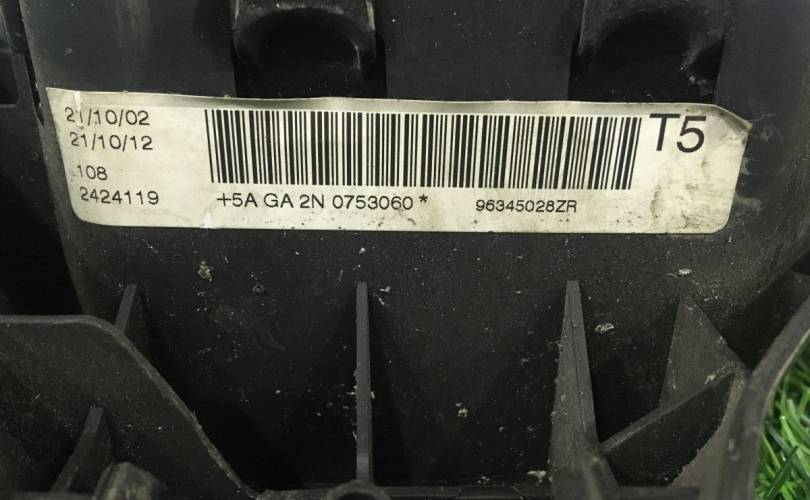 21/10/02
21/10/12
108
2424119
+5A GA 2N 0753060 *
96345028ZR
T5